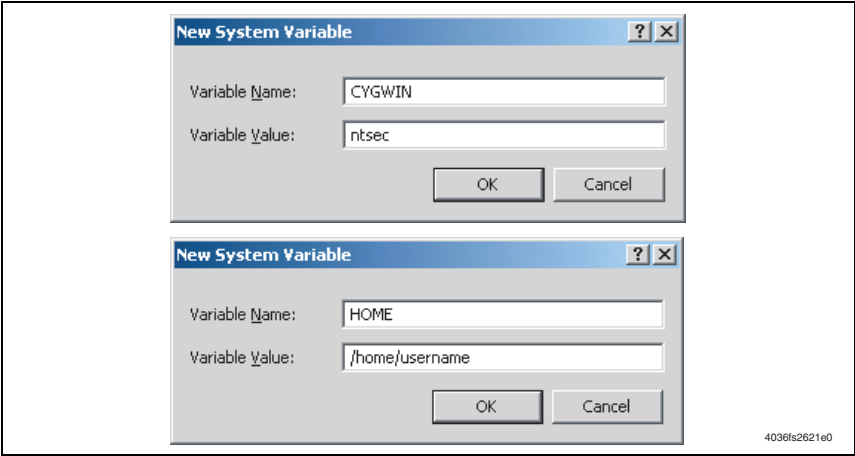 New System Variable
Variable Name: CYGWIN
Variable Value: ntsec
OK Cancel
New System Variable
Variable Name: HOME
Variable Value: /home/username
OK Cancel
4036fs2621e0